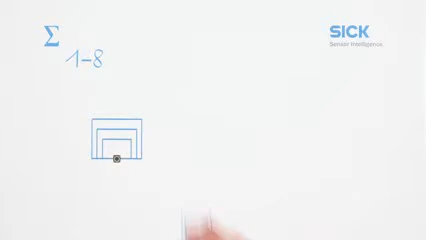 Σ
1-8
SICK
Sensor Intelligence.